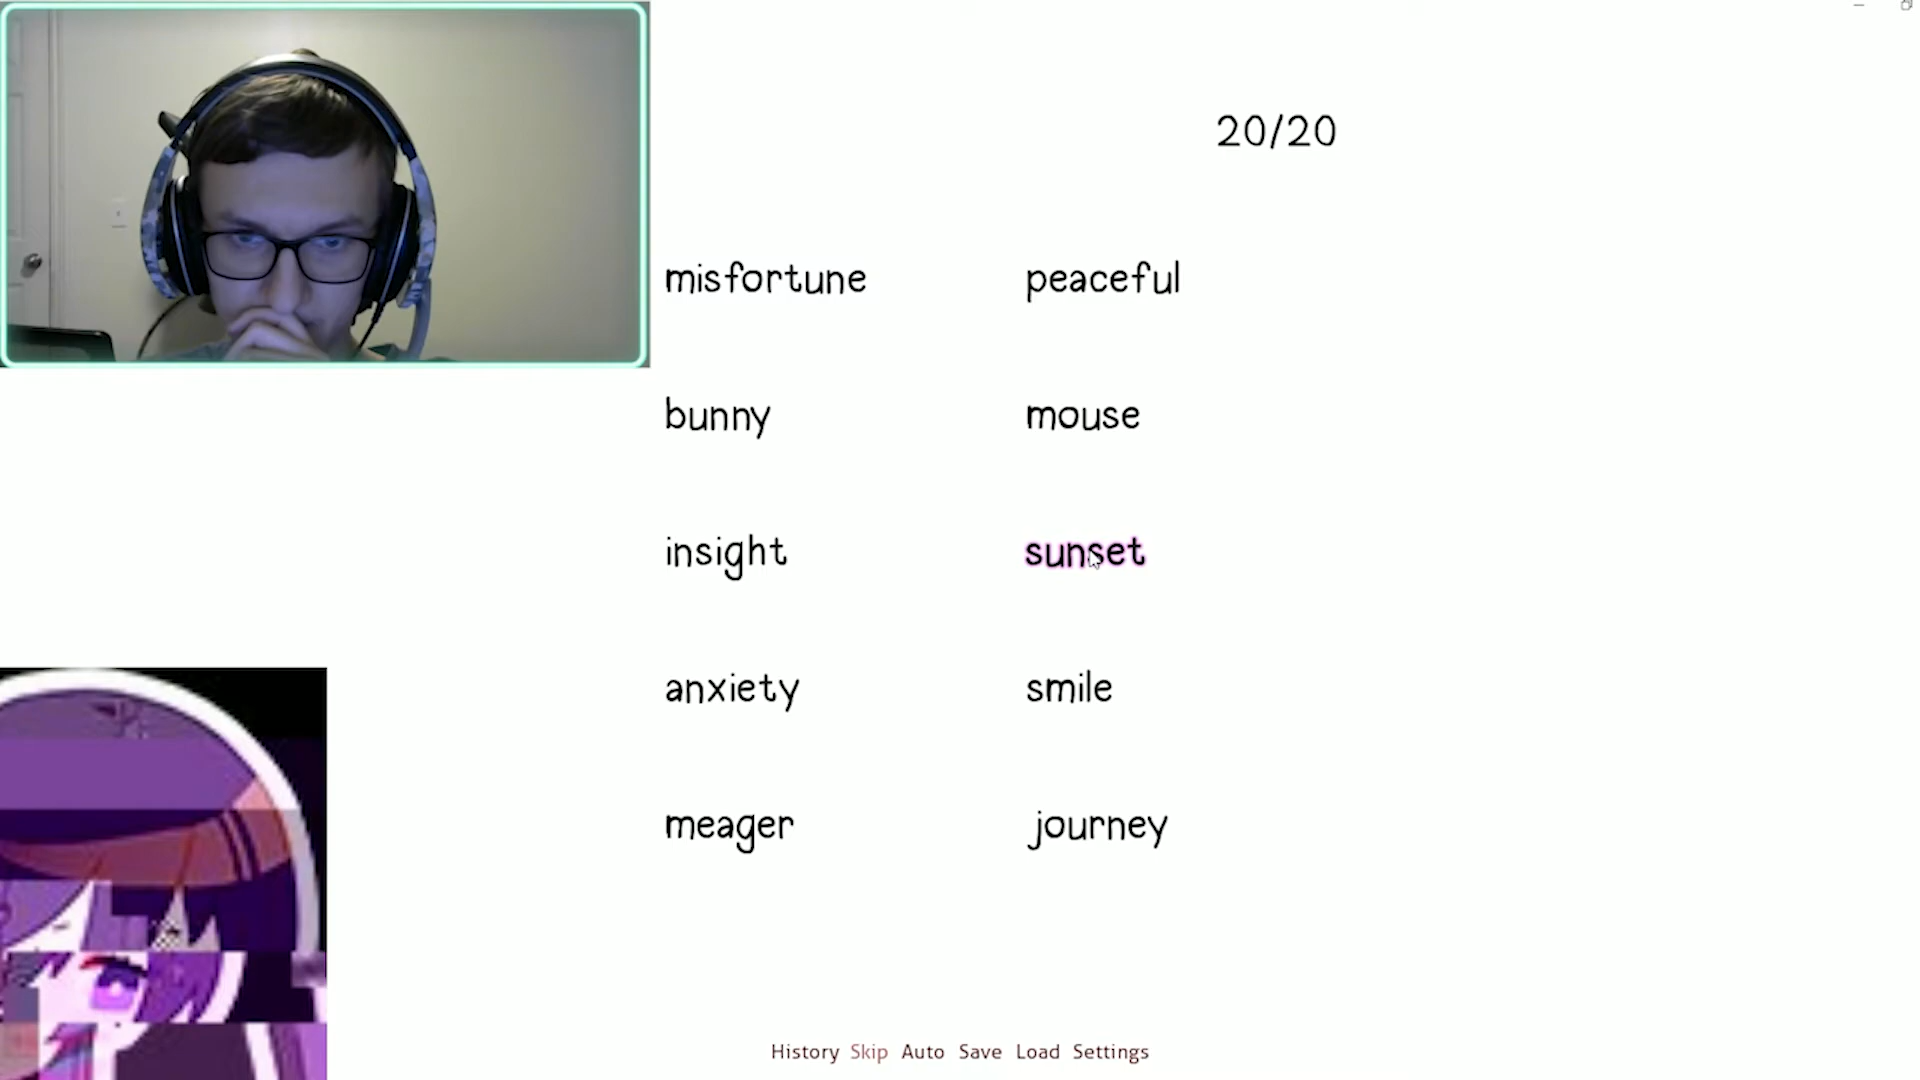 20/20
misfortune peaceful
bunny mouse
insight sunset
anxiety smile
meager journey
History Skip Auto Save Load Settings